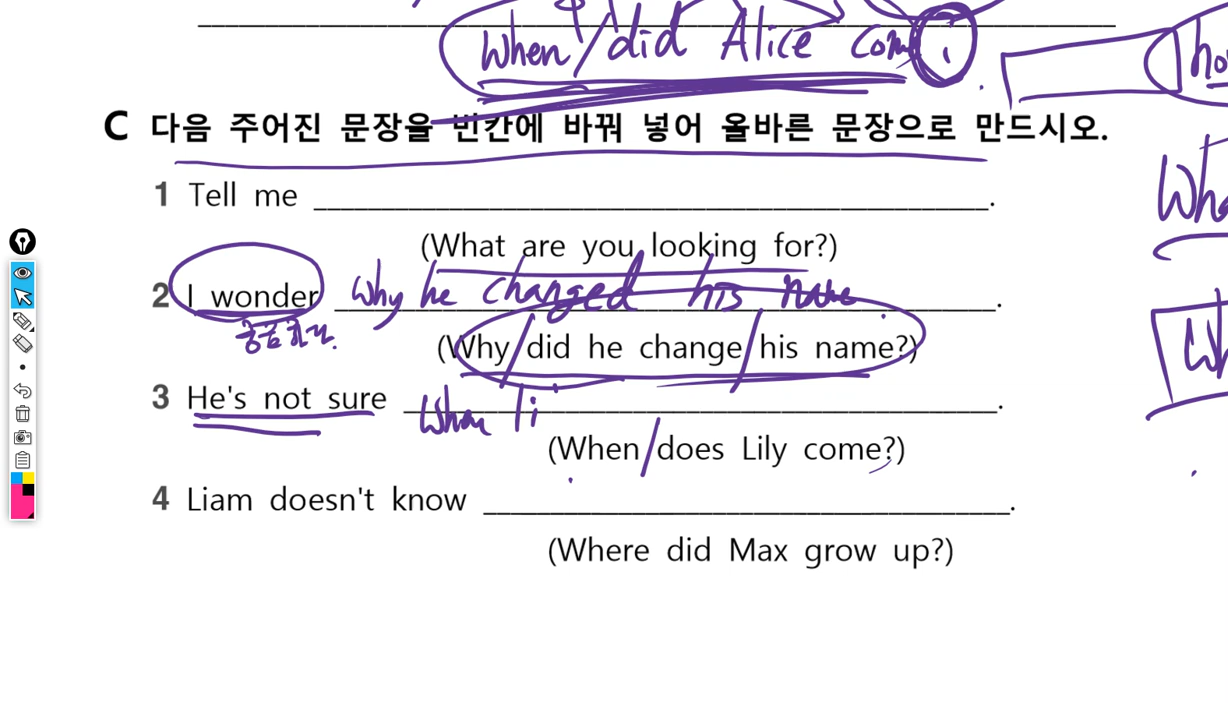 When/did Alice come
C 다음 주어진 문장을 빈칸에 바꿔 넣어 올바른 문장으로 만드시오.
1 Tell me ____.
(What are you looking for?)
2 I wonder why he changed his name.
궁금하다.
(Why/did he change/his name?)
3 He's not sure when li ____.
(When/does Lily come?)
4 Liam doesn't know ____.
(Where did Max grow up?)